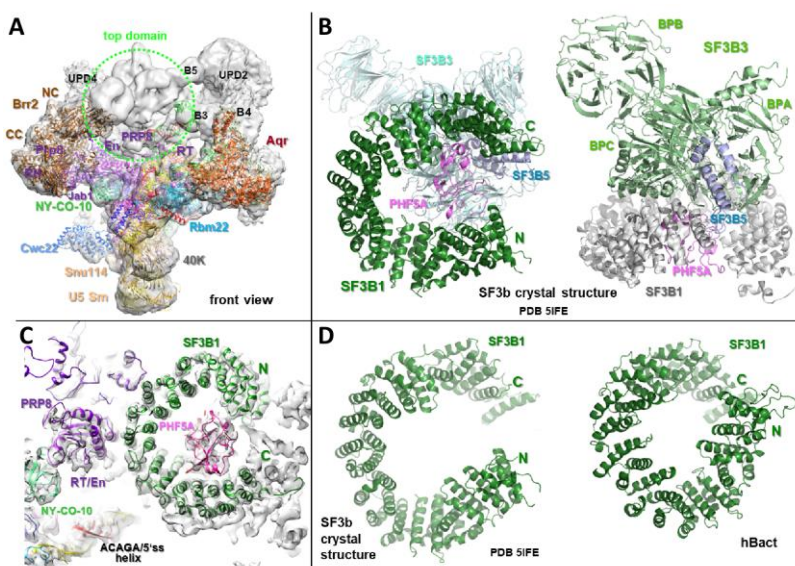 A
top domain
UPD4
B5
UPD2
NC
Brr2
B3
B4
CC
En
PRP8
RT
Aqr
Prp8
RH
Jab1
NY-CO-10
Rbm22
Cwc22
Snu114
40K
U5 Sm
front view
B
SF3B3
C
SF3B5
PHF5A
N
SF3B1
BPB
SF3B3
BPA
BPC
SF3B5
PHF5A
SF3B1
SF3b crystal structure
PDB 5IFE
C
SF3B1
N
PRP8
PHF5A
RT/En
C
NY-CO-10
ACAGA/5'ss
helix
D
SF3B1
C
N
SF3b
crystal
structure
PDB 5IFE
SF3B1
C
N
hBact